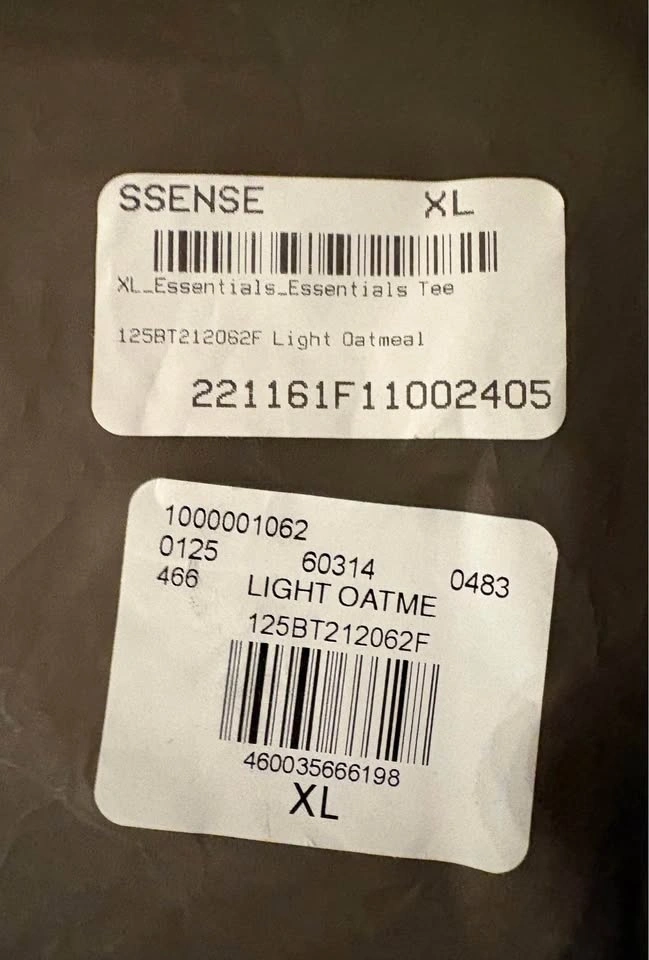 SSENSE XL
XL_Essentials_Essentials Tee
125BT212062F Light Oatmeal
221161F11002405
1000001062
0125 60314 0483
466 LIGHT OATME
125BT212062F
460035666198
XL